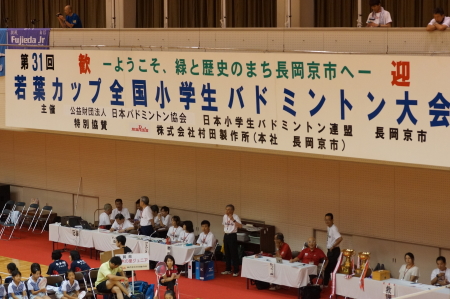 Fujieda Jr
第31回
歓 ーようこそ、緑と歴史のまち長岡京市へー 迎
若葉カップ全国小学生バドミントン大会
主催 公益財団法人 日本バドミントン協会 日本小学生バドミントン連盟 長岡京市
特別協賛 muRata 株式会社村田製作所(本社 長岡京市)